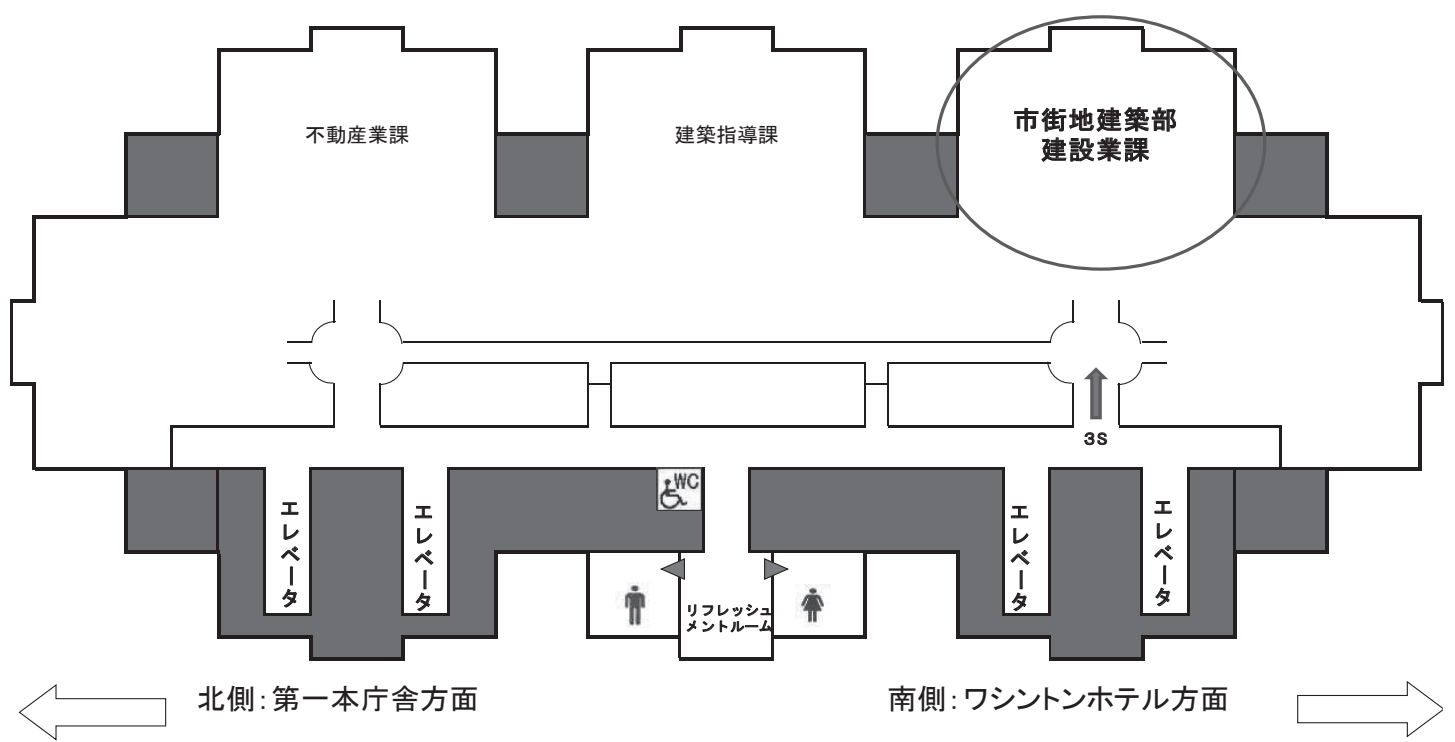 不動産業課
建築指導課
市街地建築部
建設業課
3S
WC
エレベータ
エレベータ
エレベータ
エレベータ
リフレッシュ
メントルーム
北側：第一本庁舎方面
南側：ワシントンホテル方面